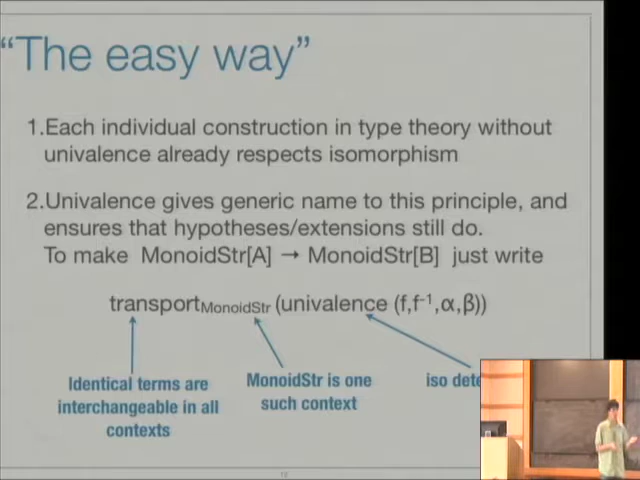 “The easy way”
1.Each individual construction in type theory without
univalence already respects isomorphism
2.Univalence gives generic name to this principle, and
ensures that hypotheses/extensions still do.
To make MonoidStr[A] → MonoidStr[B] just write
transportMonoidStr (univalence (f,f-1,α,β))
Identical terms are
interchangeable in all
contexts
MonoidStr is one
such context
iso